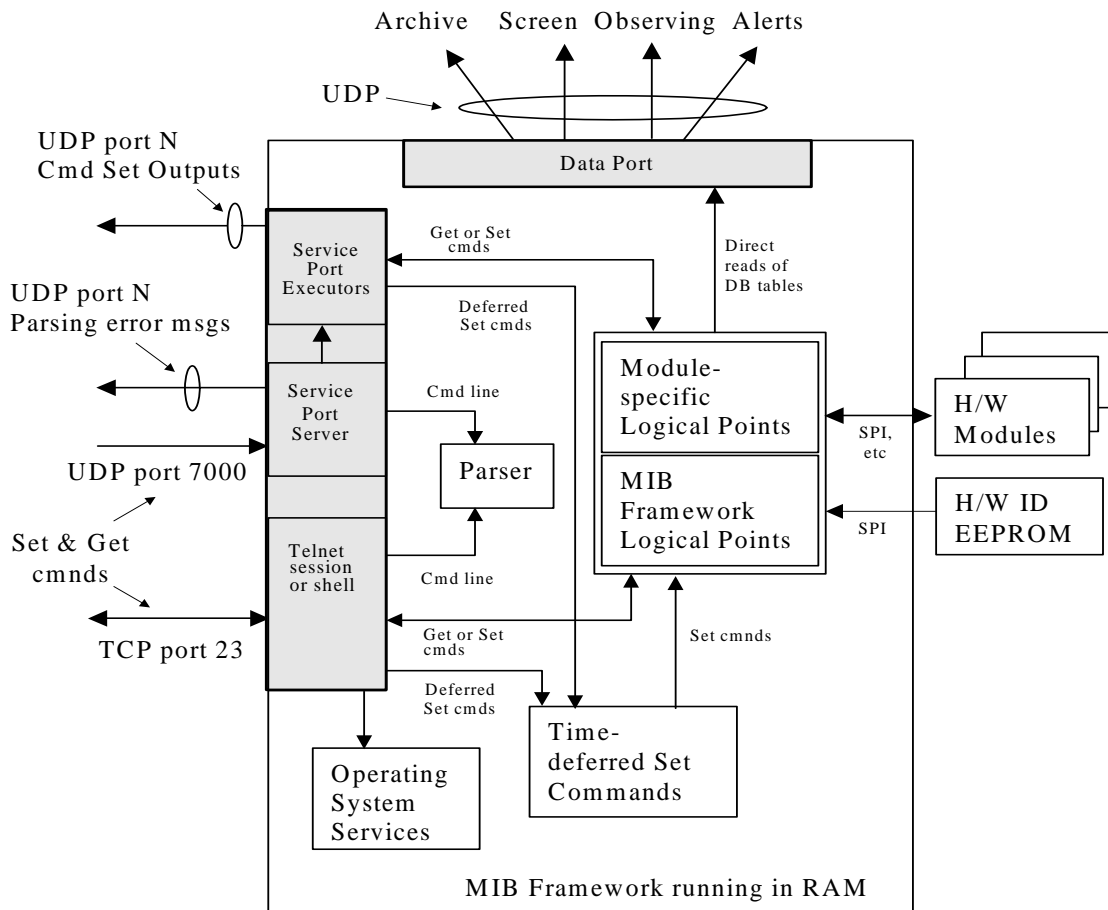 Archive Screen Observing Alerts
UDP
UDP port N
Cmd Set Outputs
Data Port
Service
Port
Executors
Get or Set
cmds
Direct
reads of
DB tables
UDP port N
Parsing error msgs
Deferred
Set cmds
Service
Port
Server
Cmd line
Module-
specific
Logical Points
H/W
Modules
SPI,
etc
UDP port 7000
Parser
MIB
Framework
Logical Points
H/W ID
EEPROM
SPI
Set & Get
cmnds
Telnet
session
or shell
Cmd line
TCP port 23
Get or Set
cmds
Set cmnds
Deferred
Set cmds
Time-
deferred Set
Commands
Operating
System
Services
MIB Framework running in RAM